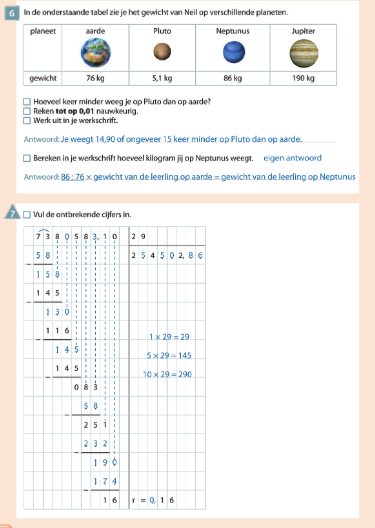 6 In de onderstaande tabel zie je het gewicht van Neil op verschillende planeten.
planeet aarde Pluto Neptunus Jupiter
gewicht 76 kg 5,1 kg 86 kg 190 kg
Hoeveel keer minder weeg je op Pluto dan op aarde?
Reken tot op 0,01 nauwkeurig.
Werk uit in je werkschrift.
Antwoord: Je weegt 14,90 of ongeveer 15 keer minder op Pluto dan op aarde.
Bereken in je werkschrift hoeveel kilogram jij op Neptunus weegt. eigen antwoord
Antwoord: 86 : 76 × gewicht van de leerling op aarde = gewicht van de leerling op Neptunus
7 Vul de ontbrekende cijfers in.
7 3 8 0 5 8 3, 1 0 2 9
- 5 8 2 5 4 5 0 2, 8 6
1 5 8
- 1 4 5
1 3 0
- 1 1 6
1 4 5
- 1 4 5
0 8 3
- 5 8
2 5 1
- 2 3 2
1 9 0
- 1 7 4
1 6 r = 0, 1 6
1 × 29 = 29
5 × 29 = 145
10 × 29 = 290